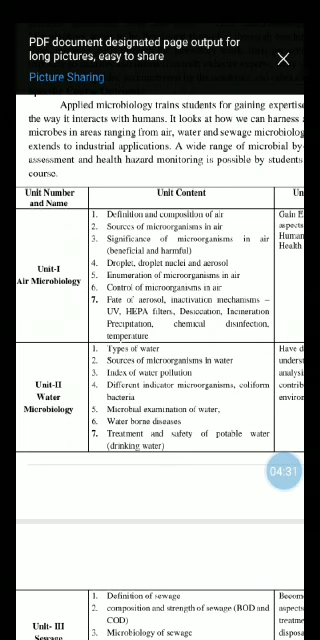 PDF document designated page output for
long pictures, easy to share
Picture Sharing
Applied microbiology trains students for gaining expertise
the way it interacts with humans. It looks at how we can harness
microbes in areas ranging from air, water and sewage microbiolog
extends to industrial applications. A wide range of microbial by-
assessment and health hazard monitoring is possible by students
course.
Unit Number
and Name
Unit Content
Un
Unit-I
Air Microbiology
1. Definition and composition of air
2. Sources of microorganisms in air
3. Significance of microorganisms in air
(beneficial and harmful)
4. Droplet, droplet nuclei and aerosol
5. Enumeration of microorganisms in air
6. Control of microorganisms in air
7. Fate of aerosol, inactivation mechanisms –
UV, HEPA filters, Desiccation, Incineration
Precipitation, chemical disinfection,
temperature
Gain E
aspects
Human
Health
Unit-II
Water
Microbiology
1. Types of water
2. Sources of microorganisms in water
3. Index of water pollution
4. Different indicator microorganisms, coliform
bacteria
5. Microbial examination of water,
6. Water borne diseases
7. Treatment and safety of potable water
(drinking water)
Have d
underst
analysi
contrib
environ
04:31
Unit- III
Sewage
1. Definition of sewage
2. composition and strength of sewage (BOD and
COD)
3. Microbiology of sewage
Becom
aspects
treatme
disposa